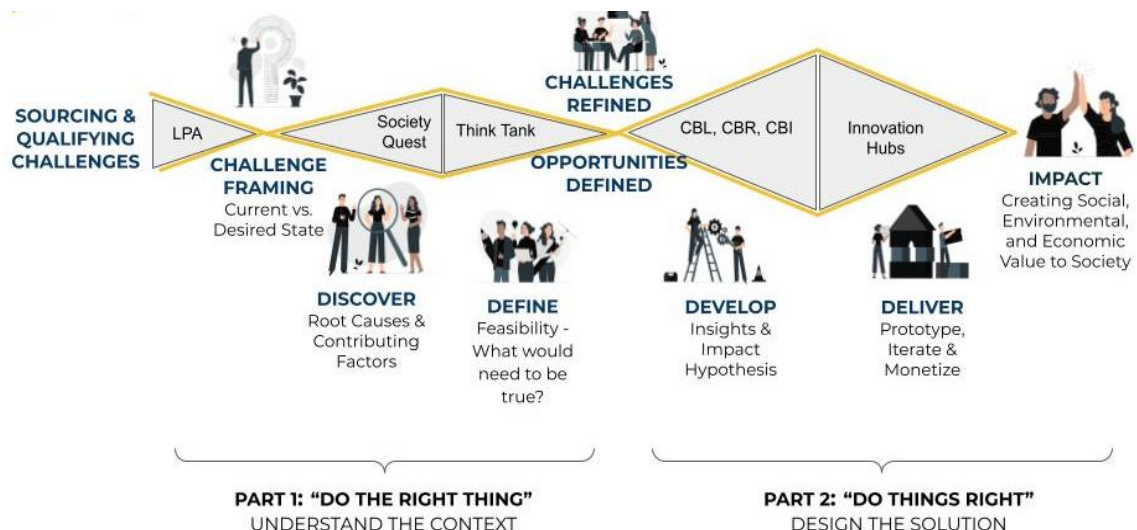 SOURCING &
QUALIFYING
CHALLENGES
LPA
CHALLENGE
FRAMING
Current vs.
Desired State
Society
Quest
Think Tank
DISCOVER
Root Causes &
Contributing
Factors
DEFINE
Feasibility -
What would
need to be
true?
CHALLENGES
REFINED
OPPORTUNITIES
DEFINED
CBL, CBR, CBI
Innovation
Hubs
DEVELOP
Insights &
Impact
Hypothesis
DELIVER
Prototype,
Iterate &
Monetize
IMPACT
Creating Social,
Environmental,
and Economic
Value to Society
PART 1: “DO THE RIGHT THING”
UNDERSTAND THE CONTEXT
PART 2: “DO THINGS RIGHT”
DESIGN THE SOLUTION